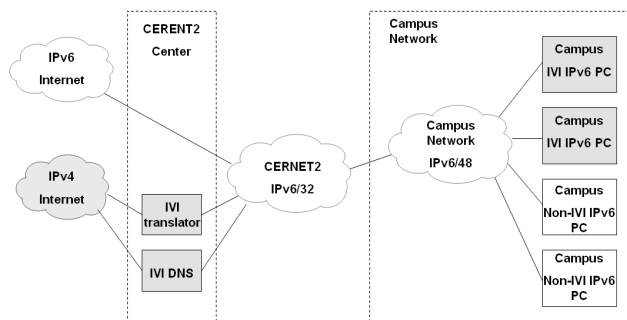 CERENT2
Center
Campus
Network
IPv6
Internet
IPv4
Internet
IVI
translator
IVI DNS
CERNET2
IPv6/32
Campus
Network
IPv6/48
Campus
IVI IPv6 PC
Campus
IVI IPv6 PC
Campus
Non-IVI IPv6
PC
Campus
Non-IVI IPv6
PC